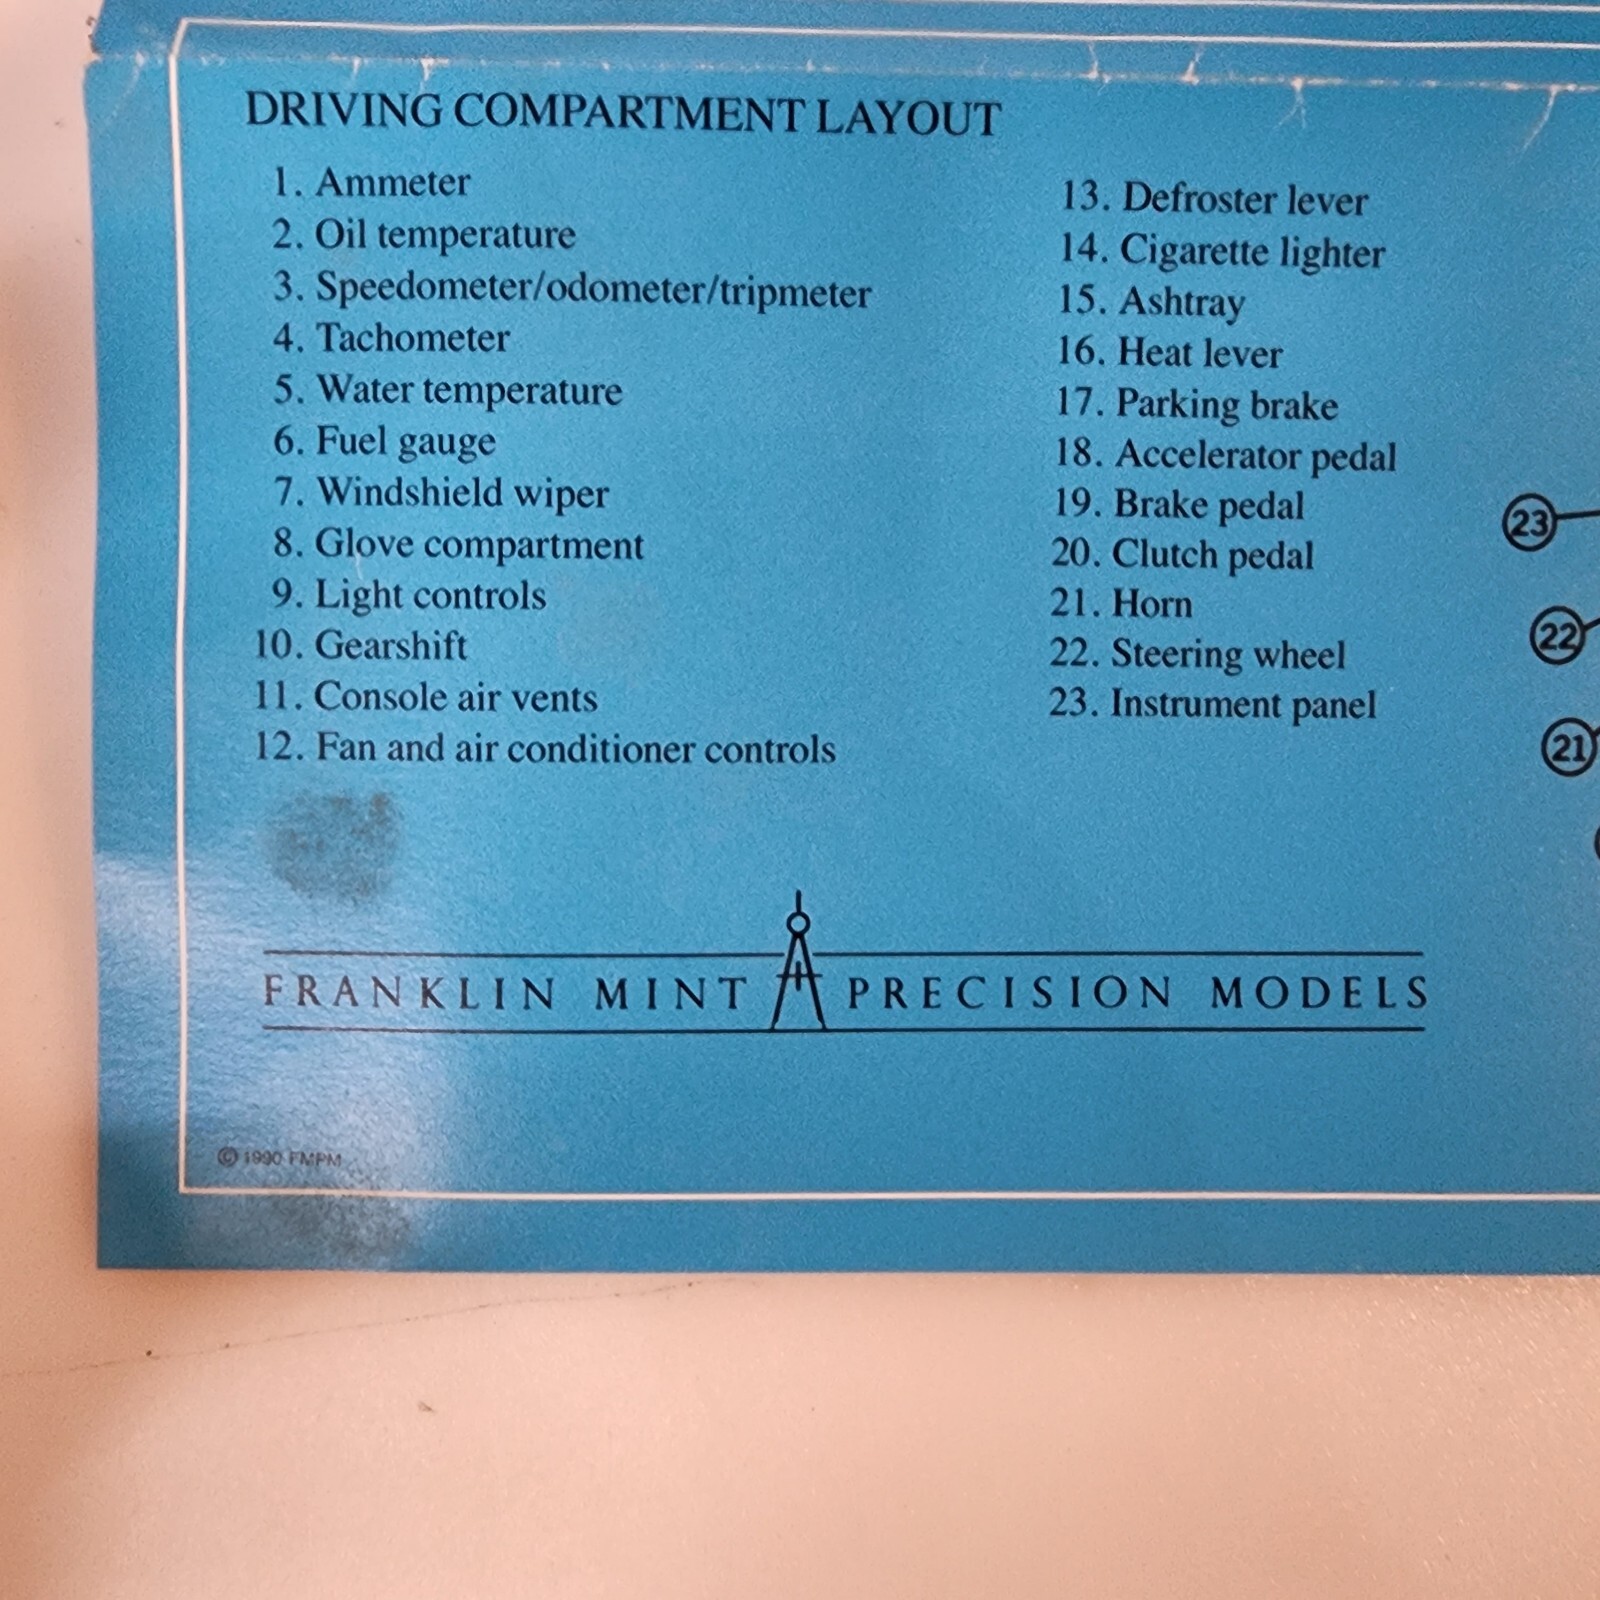 DRIVING COMPARTMENT LAYOUT
1. Ammeter
2. Oil temperature
3. Speedometer/odometer/tripmeter
4. Tachometer
5. Water temperature
6. Fuel gauge
7. Windshield wiper
8. Glove compartment
9. Light controls
10. Gearshift
11. Console air vents
12. Fan and air conditioner controls
13. Defroster lever
14. Cigarette lighter
15. Ashtray
16. Heat lever
17. Parking brake
18. Accelerator pedal
19. Brake pedal
20. Clutch pedal
21. Horn
22. Steering wheel
23. Instrument panel
23
22
21
FRANKLIN MINT PRECISION MODELS
© 1990 FMPM